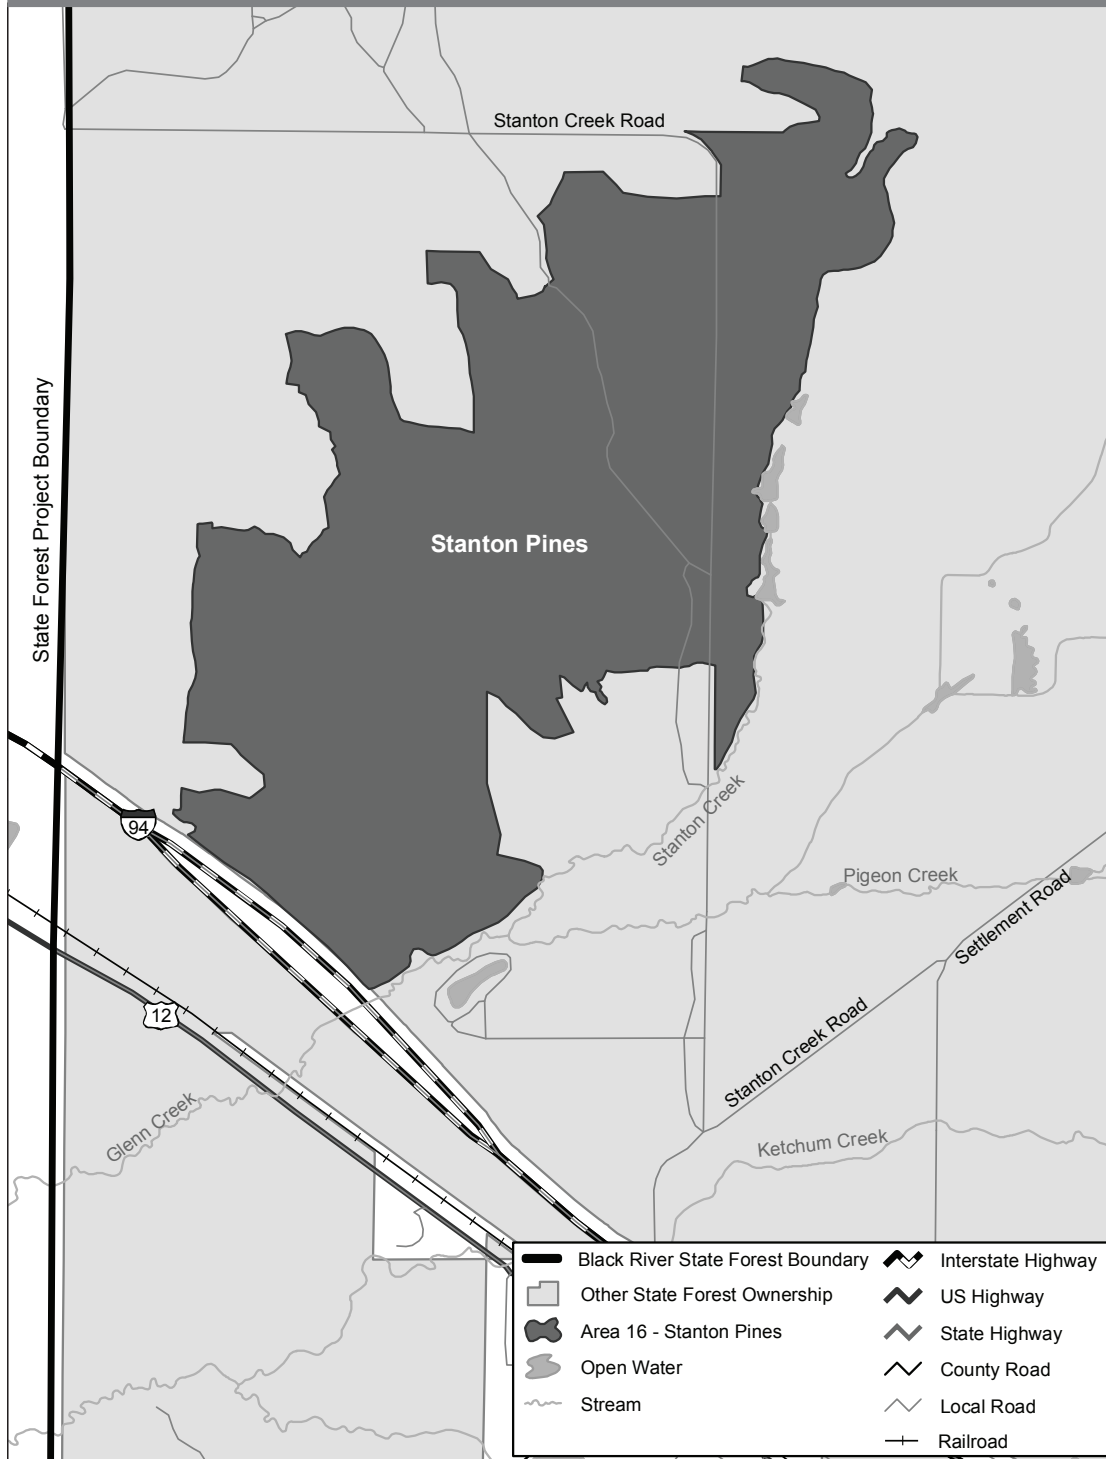 Stanton Creek Road
State Forest Project Boundary
Stanton Pines
94
Stanton Creek
Pigeon Creek
Settlement Road
12
Stanton Creek Road
Glenn Creek
Ketchum Creek
Black River State Forest Boundary
Other State Forest Ownership
Area 16 - Stanton Pines
Open Water
Stream
Interstate Highway
US Highway
State Highway
County Road
Local Road
Railroad